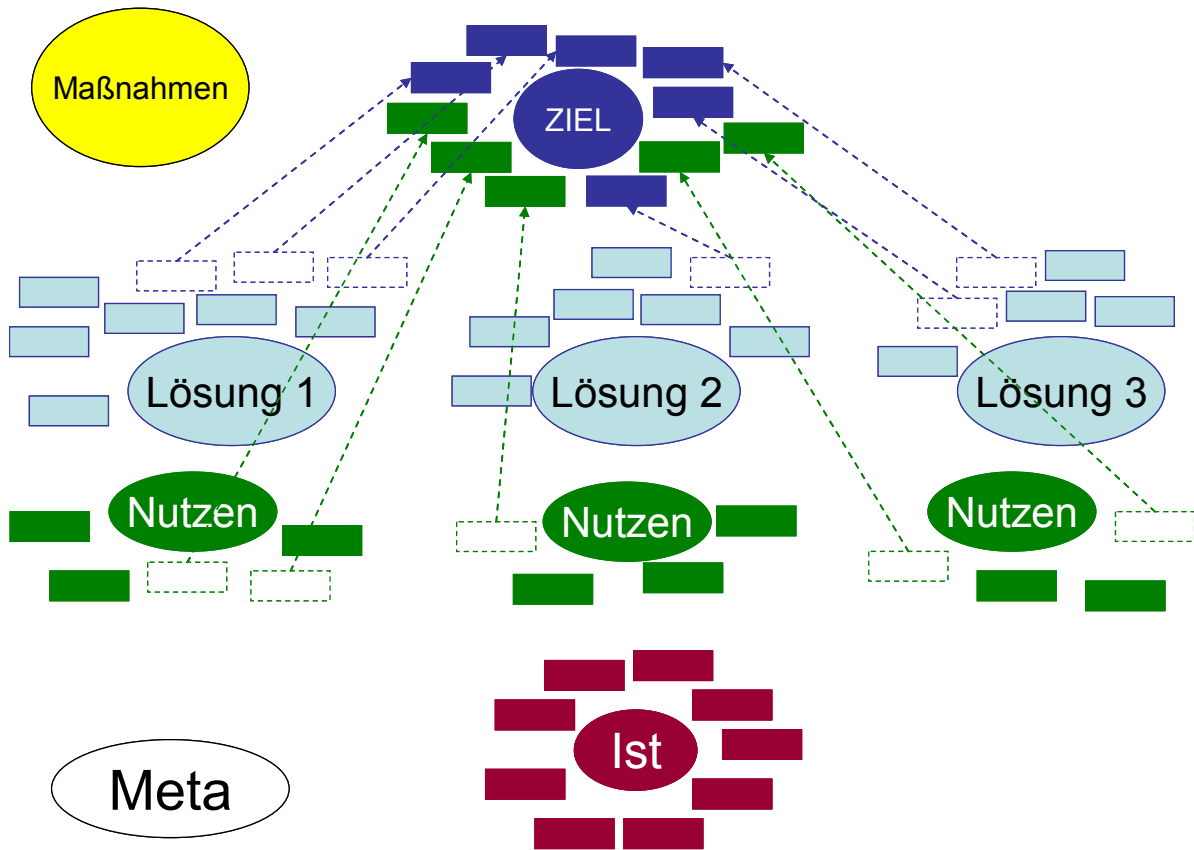 Maßnahmen
ZIEL
Lösung 1
Lösung 2
Lösung 3
Nutzen
Nutzen
Nutzen
Ist
Meta